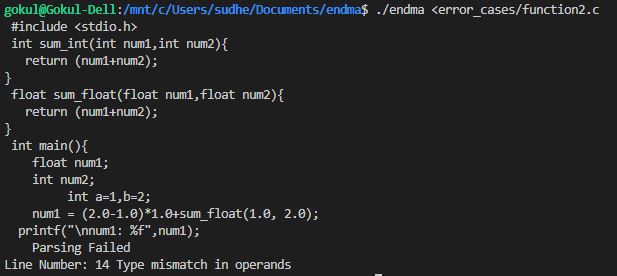 gokul@Gokul-Dell:/mnt/c/Users/sudhe/Documents/endma$ ./endma <error_cases/function2.c
#include <stdio.h>
int sum_int(int num1,int num2){
return (num1+num2);
}
float sum_float(float num1,float num2){
return (num1+num2);
}
int main(){
float num1;
int num2;
int a=1,b=2;
num1 = (2.0-1.0)*1.0+sum_float(1.0, 2.0);
printf("\nnum1: %f",num1);
Parsing Failed
Line Number: 14 Type mismatch in operands